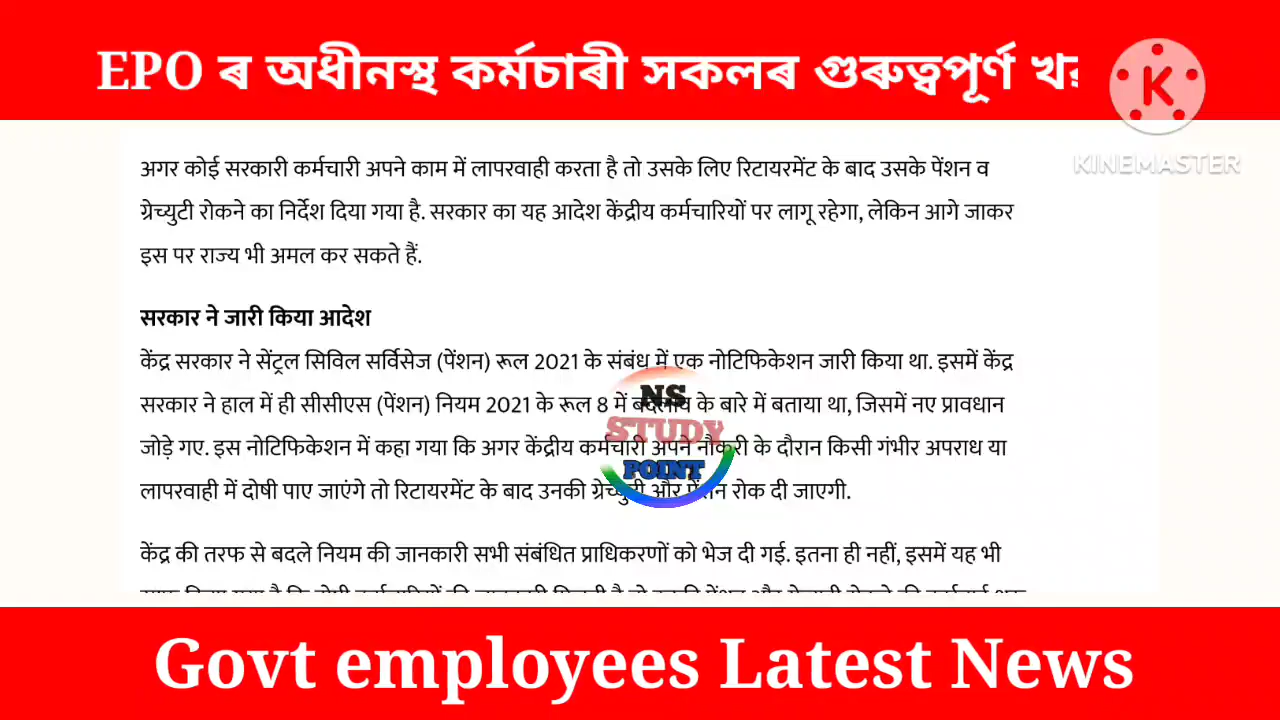 EPO ৰ অধীনস্থ কৰ্মচাৰী সকলৰ গুৰুত্বপূৰ্ণ
KINEMASTER
अगर कोई सरकारी कर्मचारी अपने काम में लापरवाही करता है तो उसके लिए रिटायरमेंट के बाद उसके पेंशन व
ग्रेच्युटी रोकने का निर्देश दिया गया है. सरकार का यह आदेश केंद्रीय कर्मचारियों पर लागू रहेगा, लेकिन आगे जाकर
इस पर राज्य भी अमल कर सकते हैं.
सरकार ने जारी किया आदेश
केंद्र सरकार ने सेंट्रल सिविल सर्विसेज (पेंशन) रूल 2021 के संबंध में एक नोटिफिकेशन जारी किया था. इसमें केंद्र
सरकार ने हाल में ही सीसीएस (पेंशन) नियम 2021 के रूल 8 में बदलाव के बारे में बताया था, जिसमें नए प्रावधान
जोड़े गए. इस नोटिफिकेशन में कहा गया कि अगर केंद्रीय कर्मचारी अपने नौकरी के दौरान किसी गंभीर अपराध या
लापरवाही में दोषी पाए जाएंगे तो रिटायरमेंट के बाद उनकी ग्रेच्युटी और पेंशन रोक दी जाएगी.
NS
STUDY
POINT
केंद्र की तरफ से बदले नियम की जानकारी सभी संबंधित प्राधिकरणों को भेज दी गई. इतना ही नहीं, इसमें यह भी
Govt employees Latest News